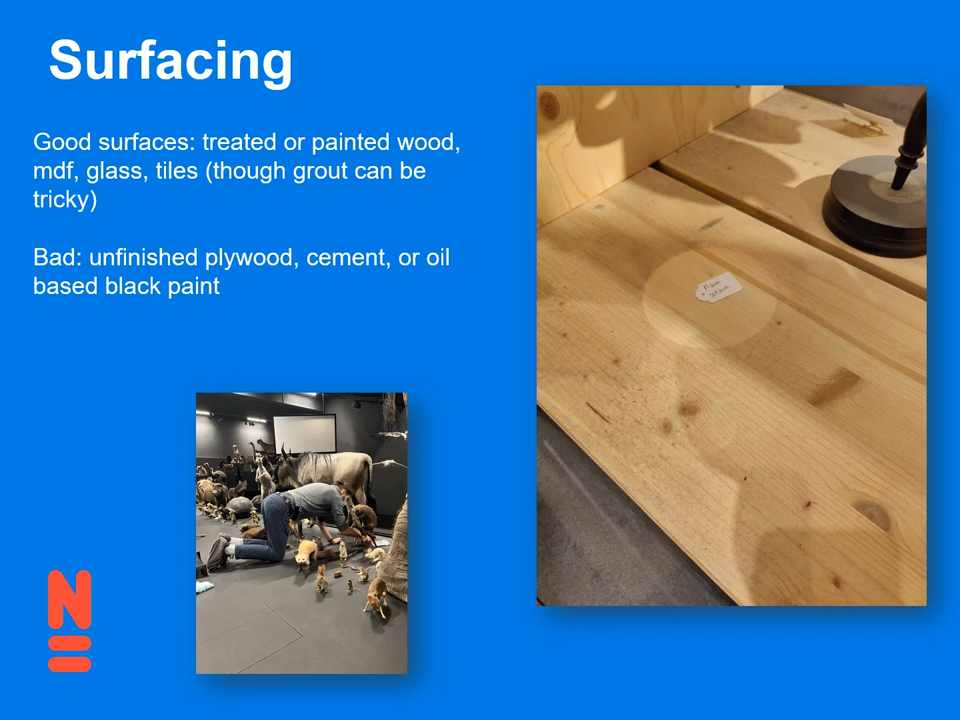 Surfacing
Good surfaces: treated or painted wood,
mdf, glass, tiles (though grout can be
tricky)
Bad: unfinished plywood, cement, or oil
based black paint
N